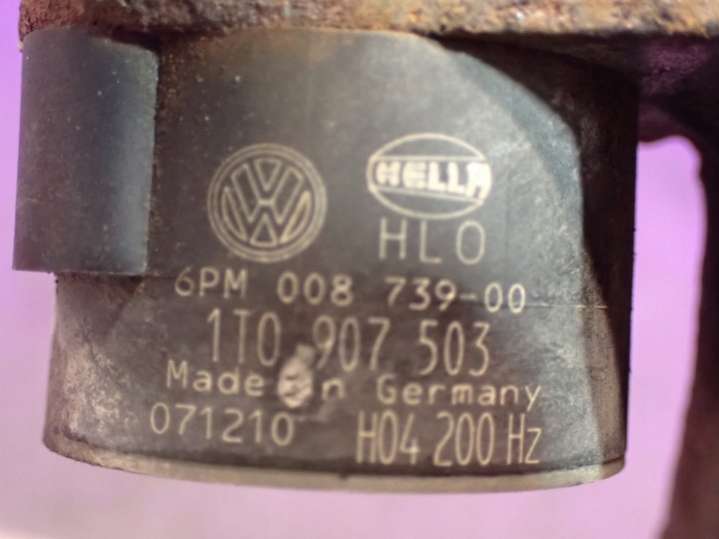 VW HELLA
HLO
6PM 008 739-00
1T0 907 503
Made in Germany
071210 H04 200 Hz